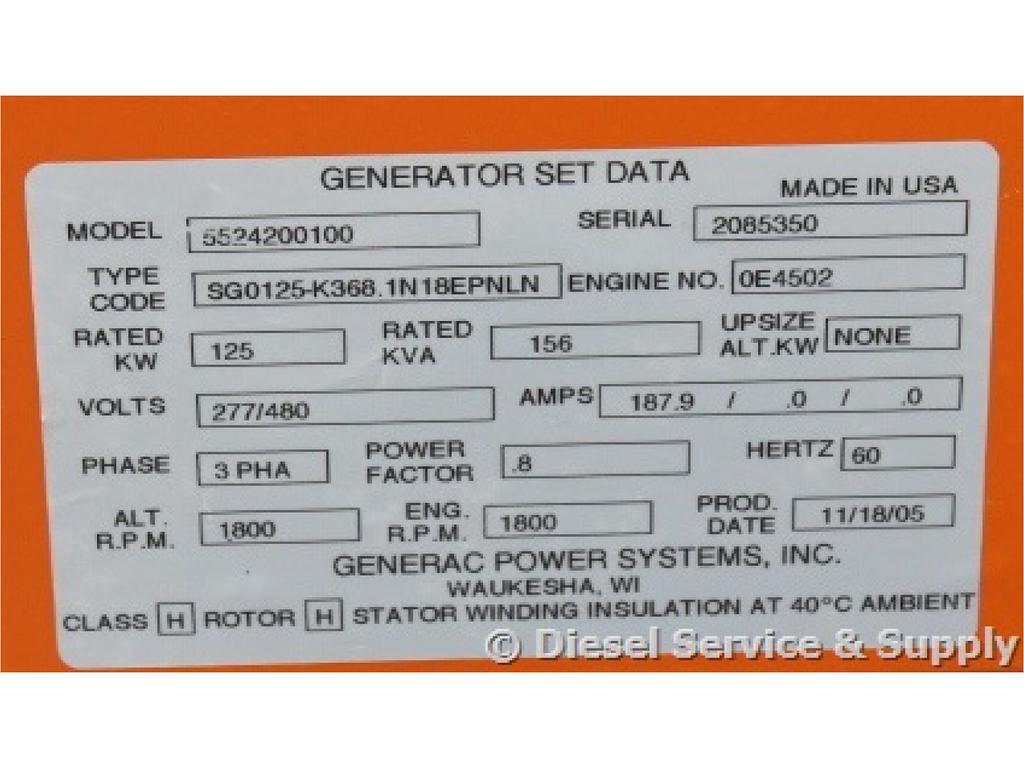 GENERATOR SET DATA
MADE IN USA
MODEL 5524200100 SERIAL 2085350
TYPE CODE SG0125-K368.1N18EPNLN ENGINE NO. 0E4502
RATED KW 125 RATED KVA 156 UPSIZE ALT.KW NONE
VOLTS 277/480 AMPS 187.9 / .0 / .0
PHASE 3 PHA POWER FACTOR .8 HERTZ 60
ALT. R.P.M. 1800 ENG. R.P.M. 1800 PROD. DATE 11/18/05
GENERAC POWER SYSTEMS, INC.
WAUKESHA, WI
CLASS H ROTOR H STATOR WINDING INSULATION AT 40°C AMBIENT
© Diesel Service & Supply